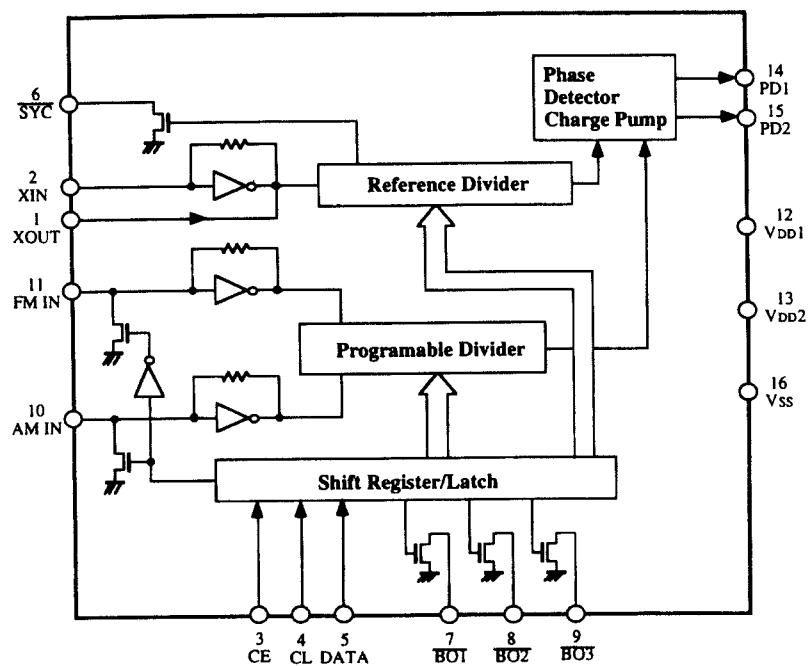 6
SYC
2
XIN
1
XOUT
11
FM IN
10
AM IN
Phase
Detector
Charge Pump
14
PD1
15
PD2
12
VDD1
13
VDD2
16
VSS
Reference Divider
Programable Divider
Shift Register/Latch
3
CE
4
CL
5
DATA
7
BO1
8
BO2
9
BO3